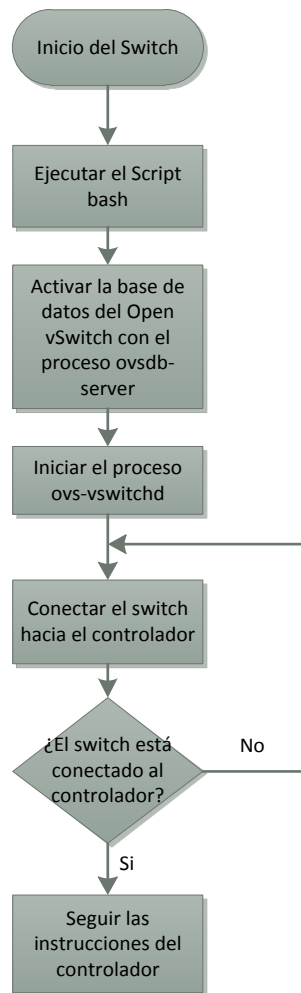 Inicio del Switch
Ejecutar el Script
bash
Activar la base de
datos del Open
vSwitch con el
proceso ovsdb-
server
Iniciar el proceso
ovs-vswitchd
Conectar el switch
hacia el controlador
¿El switch está
conectado al
controlador?
No
Si
Seguir las
instrucciones del
controlador